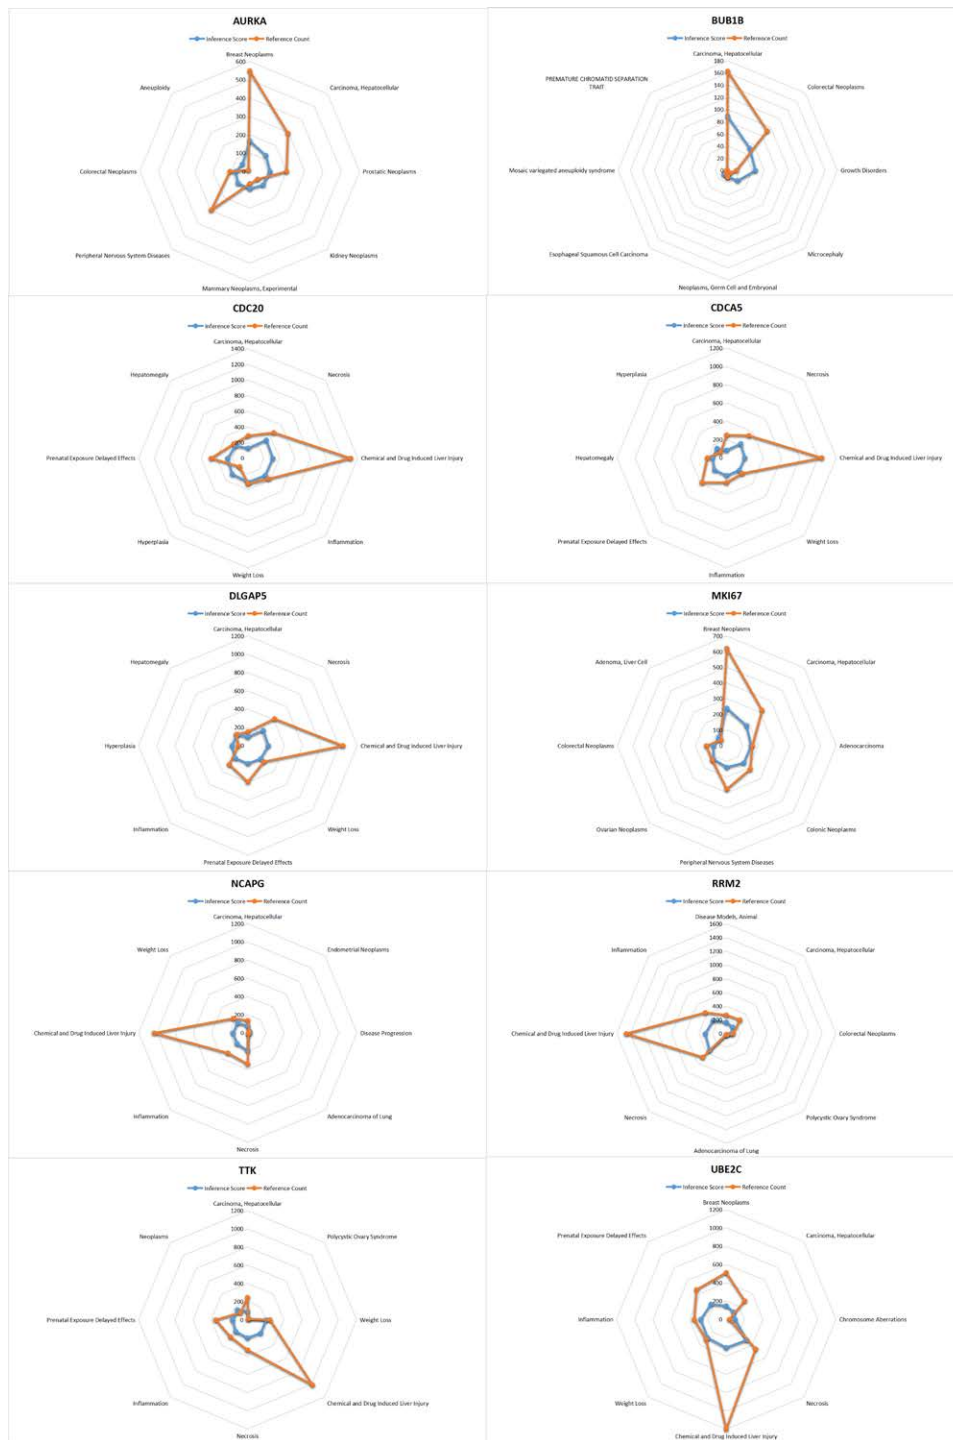 AURKA
Inference Score Reference Count
Breast Neoplasms
600
500
400
300
200
100
0
Aneuploidy
Carcinoma, Hepatocellular
Colorectal Neoplasms
Prostatic Neoplasms
Peripheral Nervous System Diseases
Kidney Neoplasms
Mammary Neoplasms, Experimental
BUB1B
Inference Score Reference Count
Carcinoma, Hepatocellular
180
160
140
120
100
80
60
40
20
0
PREMATURE CHROMATID SEPARATION
TRAIT
Colorectal Neoplasms
Mosaic variegated aneuploidy syndrome
Growth Disorders
Esophageal Squamous Cell Carcinoma
Microcephaly
Neoplasms, Germ Cell and Embryonal
CDC20
Inference Score Reference Count
Carcinoma, Hepatocellular
1400
1200
1000
800
600
400
200
0
Hepatomegaly
Necrosis
Prenatal Exposure Delayed Effects
Chemical and Drug Induced Liver Injury
Hyperplasia
Inflammation
Weight Loss
CDCA5
Inference Score Reference Count
Carcinoma, Hepatocellular
1200
1000
800
600
400
200
0
Hyperplasia
Necrosis
Hepatomegaly
Chemical and Drug Induced Liver Injury
Prenatal Exposure Delayed Effects
Weight Loss
Inflammation
DLGAP5
Inference Score Reference Count
Carcinoma, Hepatocellular
1200
1000
800
600
400
200
0
Hepatomegaly
Necrosis
Hyperplasia
Chemical and Drug Induced Liver Injury
Inflammation
Weight Loss
Prenatal Exposure Delayed Effects
MKI67
Inference Score Reference Count
Breast Neoplasms
700
600
500
400
300
200
100
0
Adenoma, Liver Cell
Carcinoma, Hepatocellular
Colorectal Neoplasms
Adenocarcinoma
Ovarian Neoplasms
Colonic Neoplasms
Peripheral Nervous System Diseases
NCAPG
Inference Score Reference Count
Carcinoma, Hepatocellular
1200
1000
800
600
400
200
0
Weight Loss
Endometrial Neoplasms
Chemical and Drug Induced Liver Injury
Disease Progression
Inflammation
Adenocarcinoma of Lung
Necrosis
RRM2
Inference Score Reference Count
Disease Models, Animal
1600
1400
1200
1000
800
600
400
200
0
Inflammation
Carcinoma, Hepatocellular
Chemical and Drug Induced Liver Injury
Colorectal Neoplasms
Necrosis
Polycystic Ovary Syndrome
Adenocarcinoma of Lung
TTK
Inference Score Reference Count
Carcinoma, Hepatocellular
1200
1000
800
600
400
200
0
Neoplasms
Polycystic Ovary Syndrome
Prenatal Exposure Delayed Effects
Weight Loss
Inflammation
Chemical and Drug Induced Liver Injury
Necrosis
UBE2C
Inference Score Reference Count
Breast Neoplasms
1200
1000
800
600
400
200
0
Prenatal Exposure Delayed Effects
Carcinoma, Hepatocellular
Inflammation
Chromosome Aberrations
Weight Loss
Necrosis
Chemical and Drug Induced Liver Injury